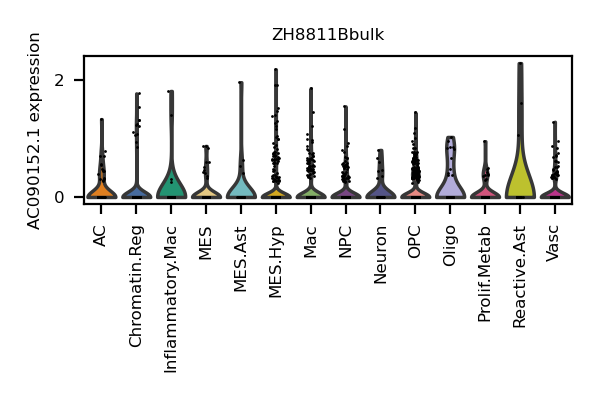 ZH8811Bbulk
AC090152.1 expression
2
0
AC
Chromatin.Reg
Inflammatory.Mac
MES
MES.Ast
MES.Hyp
Mac
NPC
Neuron
OPC
Oligo
Prolif.Metab
Reactive.Ast
Vasc